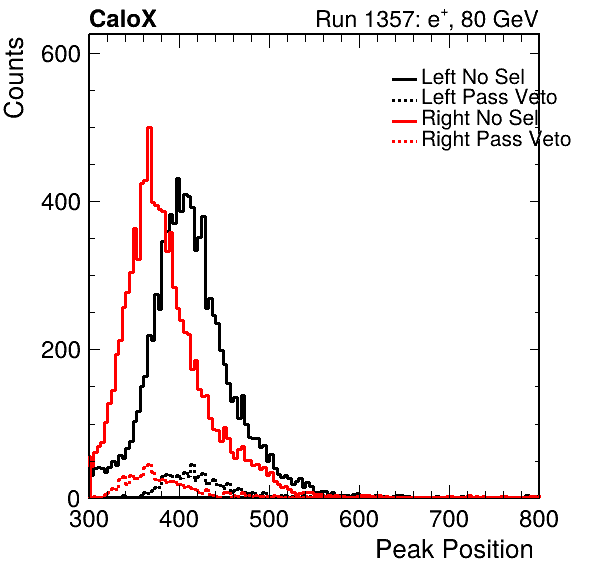 CaloX Run 1357: e⁺, 80 GeV
Counts
600
400
200
0
Left No Sel
Left Pass Veto
Right No Sel
Right Pass Veto
300 400 500 600 700 800
Peak Position